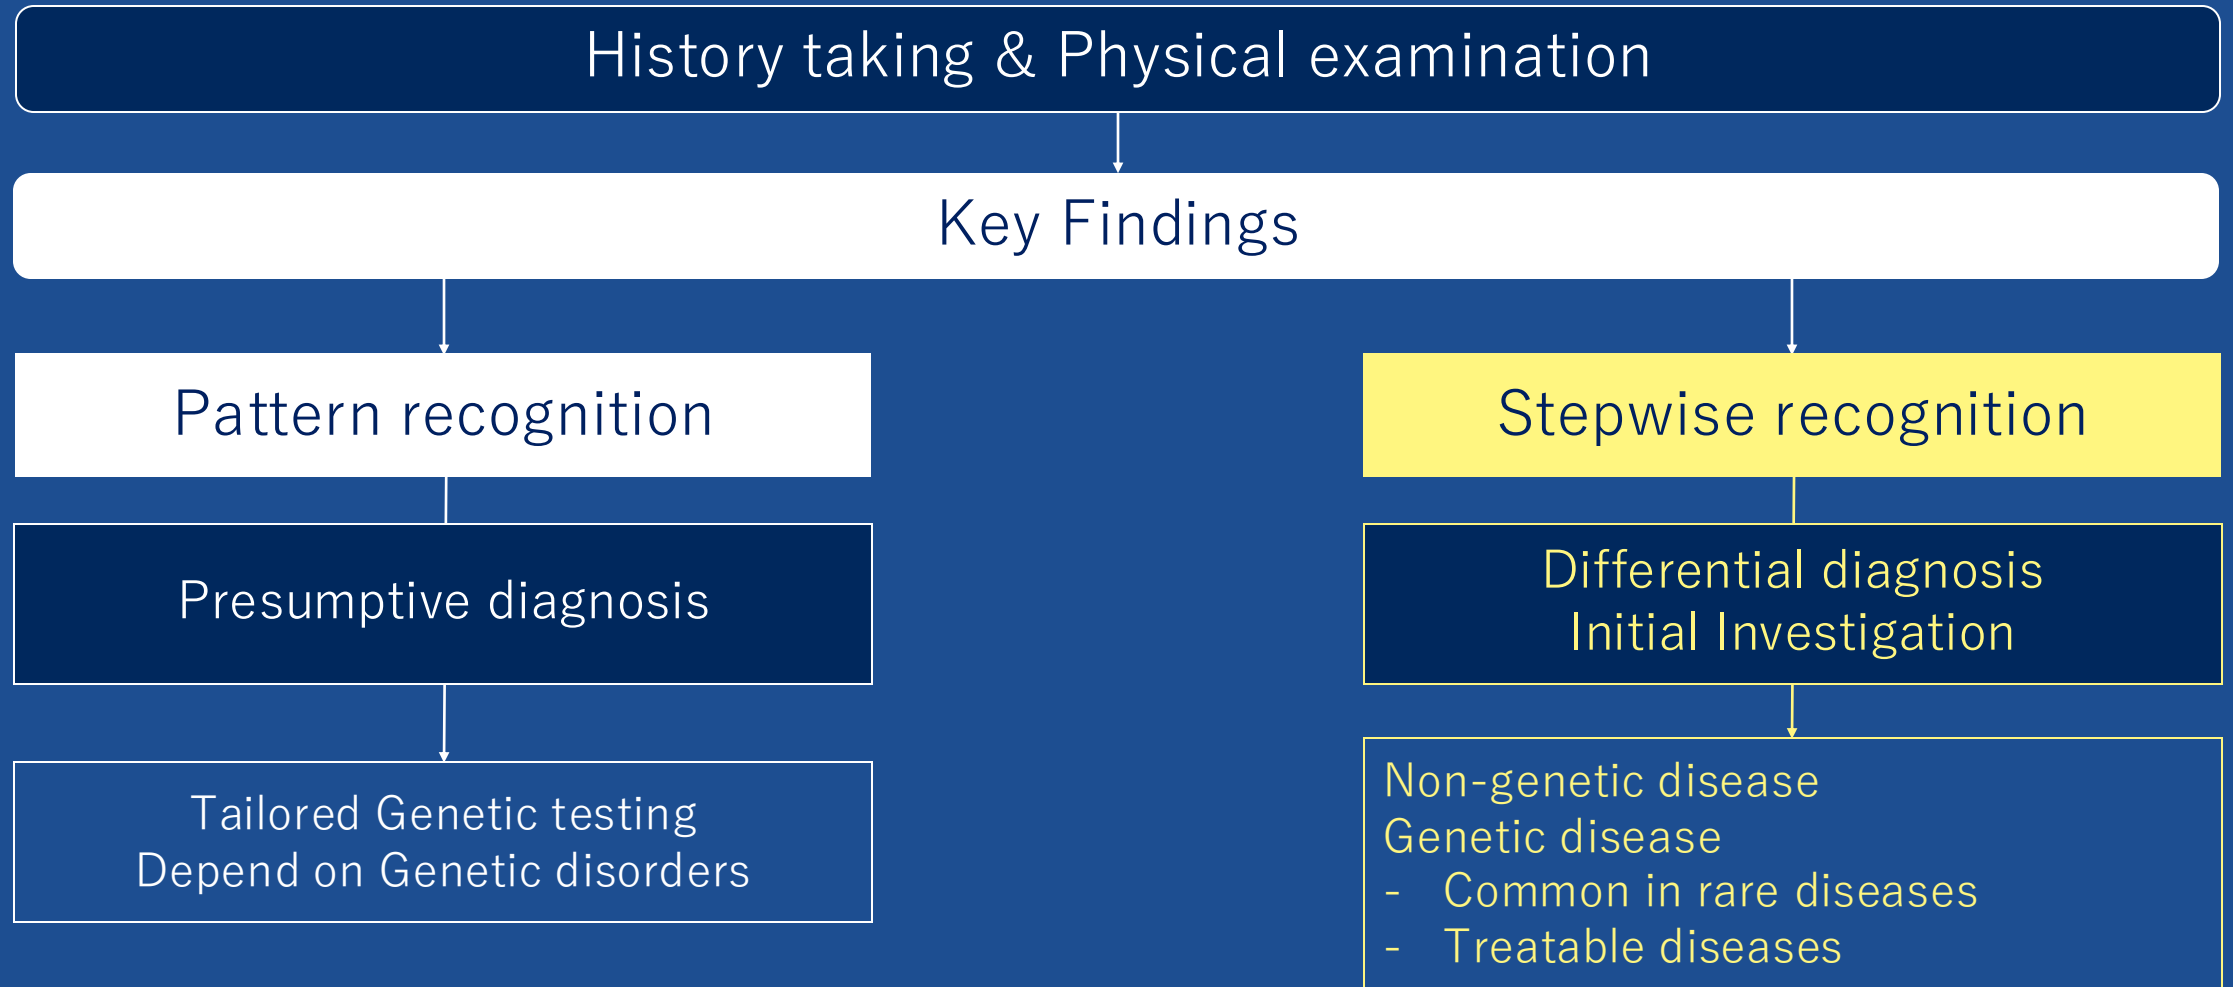 History taking & Physical examination
Key Findings
Pattern recognition
Presumptive diagnosis
Tailored Genetic testing
Depend on Genetic disorders
Stepwise recognition
Differential diagnosis
Initial Investigation
Non-genetic disease
Genetic disease
- Common in rare diseases
- Treatable diseases